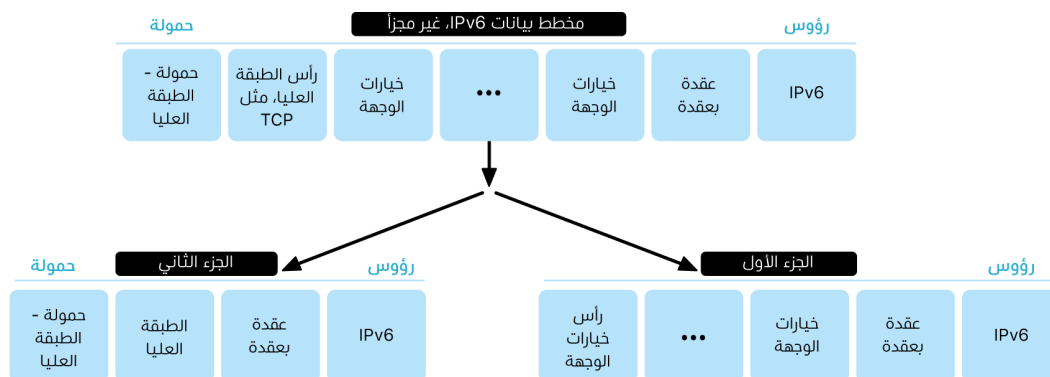 رؤوس
مخطط بيانات IPv6، غير مجزأ
حمولة
IPv6
عقدة
بعقدة
خيارات
الوجهة
...
خيارات
الوجهة
رأس الطبقة
العليا، مثل
TCP
حمولة -
الطبقة
العليا
رؤوس
الجزء الأول
IPv6
عقدة
بعقدة
خيارات
الوجهة
...
رأس
خيارات
الوجهة
رؤوس
الجزء الثاني
حمولة
IPv6
عقدة
بعقدة
الطبقة
العليا
حمولة -
الطبقة
العليا